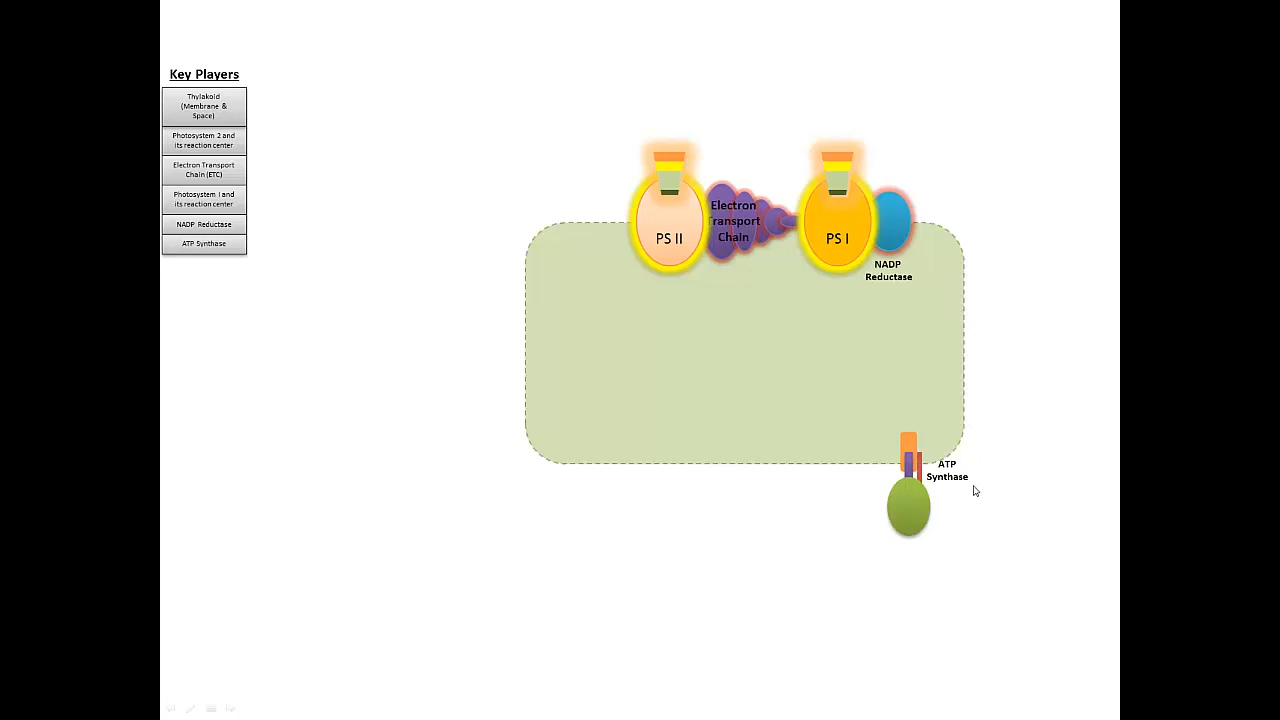 Key Players
Thylakoid
(Membrane &
Space)
Photosystem 2 and
its reaction center
Electron Transport
Chain (ETC)
Photosystem I and
its reaction center
NADP Reductase
ATP Synthase
Electron
Transport
Chain
PS II
PS I
NADP
Reductase
ATP
Synthase